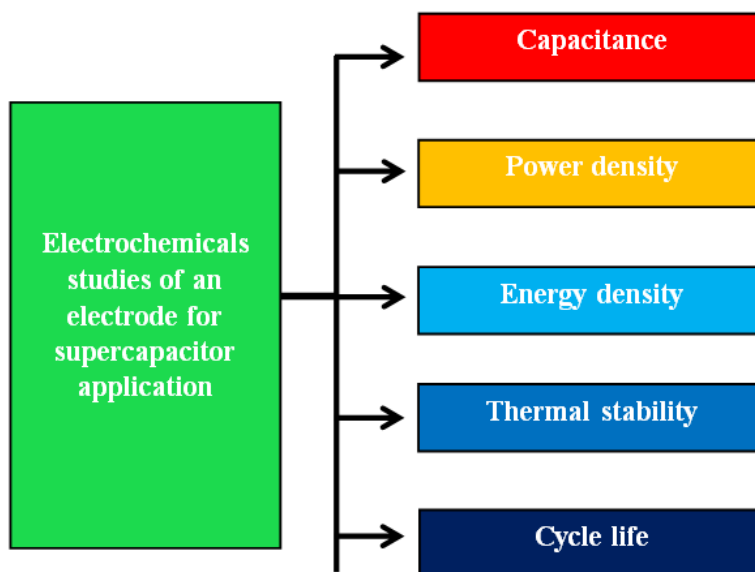 Electrochemicals
studies of an
electrode for
supercapacitor
application
Capacitance
Power density
Energy density
Thermal stability
Cycle life